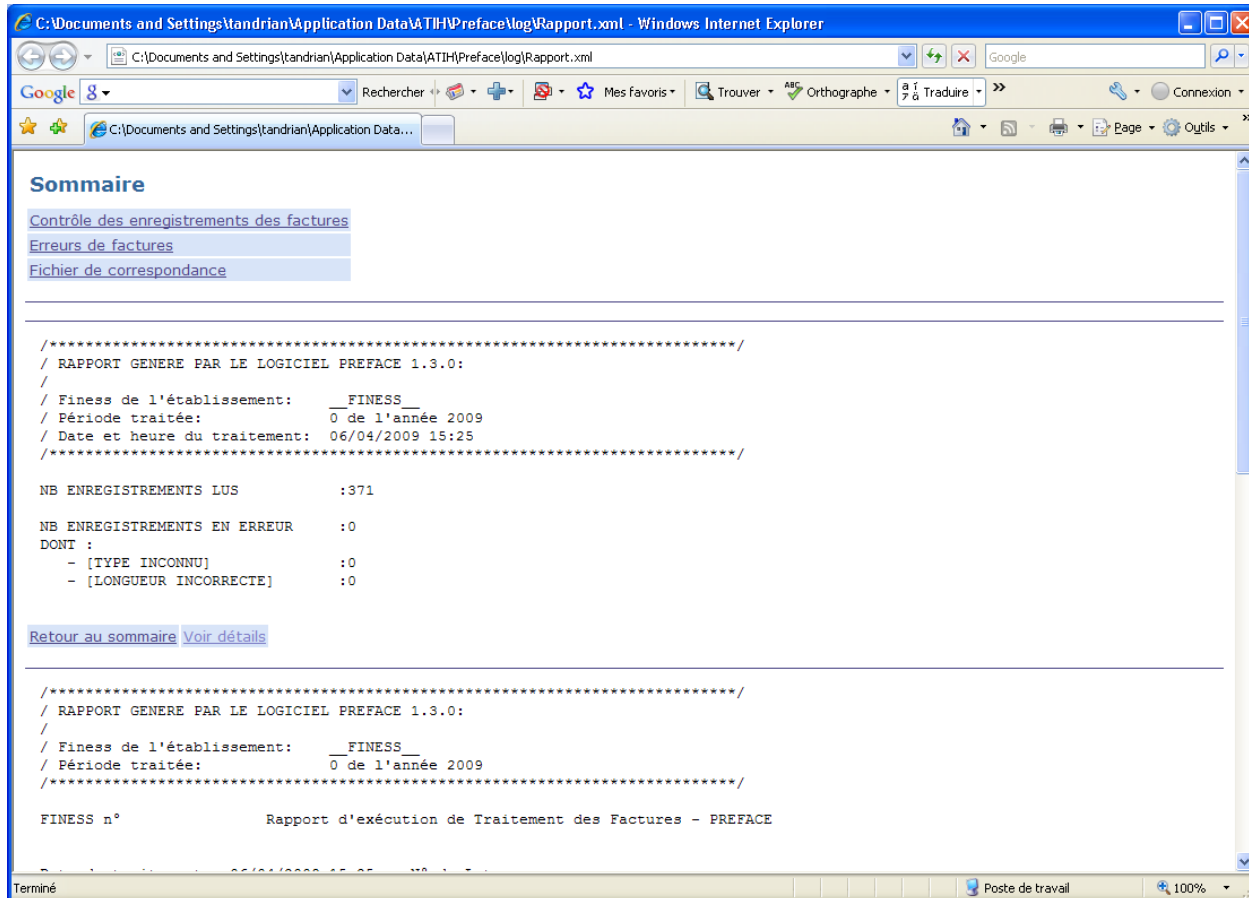 C:\Documents and Settings\tandrian\Application Data\ATIH\Preface\log\Rapport.xml - Windows Internet Explorer
C:\Documents and Settings\tandrian\Application Data\ATIH\Preface\log\Rapport.xml Google
Google Rechercher Mes favoris Trouver ABC Orthographe Traduire Connexion
C:\Documents and Settings\tandrian\Application Data... Page Outils
Sommaire
Contrôle des enregistrements des factures
Erreurs de factures
Fichier de correspondance
/****************************************************************************/
/ RAPPORT GENERE PAR LE LOGICIEL PREFACE 1.3.0:
/
/ Finess de l'établissement: __FINESS__
/ Période traitée: 0 de l'année 2009
/ Date et heure du traitement: 06/04/2009 15:25
/****************************************************************************/
NB ENREGISTREMENTS LUS :371
NB ENREGISTREMENTS EN ERREUR :0
DONT :
- [TYPE INCONNU] :0
- [LONGUEUR INCORRECTE] :0
Retour au sommaire Voir détails
/****************************************************************************/
/ RAPPORT GENERE PAR LE LOGICIEL PREFACE 1.3.0:
/
/ Finess de l'établissement: __FINESS__
/ Période traitée: 0 de l'année 2009
/****************************************************************************/
FINESS n° Rapport d'exécution de Traitement des Factures - PREFACE
Terminé Poste de travail 100%